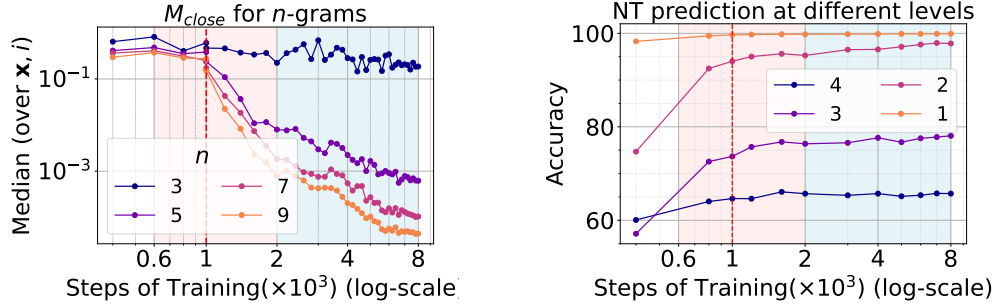 M_close for n-grams
Median (over x, i)
10^−1
10^−3
n
3 7
5 9
0.6 1 2 4 8
Steps of Training(×10^3) (log-scale)
NT prediction at different levels
Accuracy
100
80
60
4 2
3 1
0.6 1 2 4 8
Steps of Training(×10^3) (log-scale)